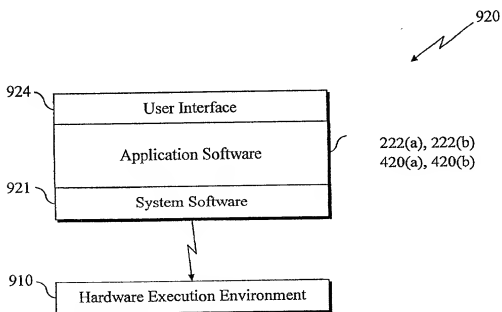 920
924
User Interface
Application Software
222(a), 222(b)
420(a), 420(b)
921
System Software
910
Hardware Execution Environment